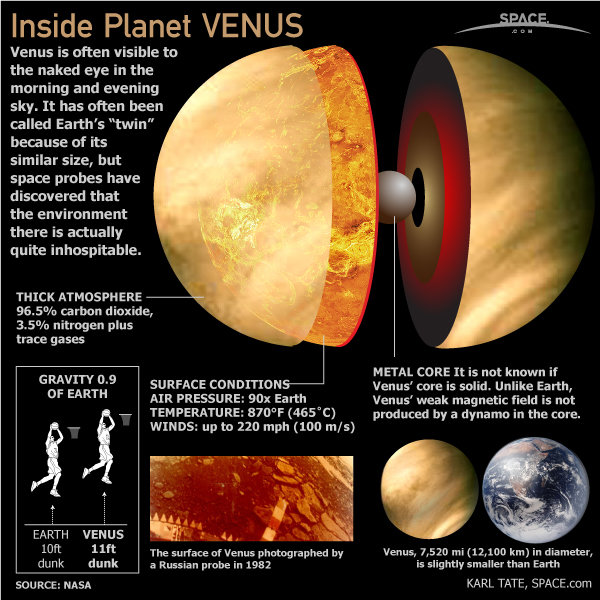 Inside Planet VENUS
SPACE.
.COM
Venus is often visible to
the naked eye in the
morning and evening
sky. It has often been
called Earth’s “twin”
because of its
similar size, but
space probes have
discovered that
the environment
there is actually
quite inhospitable.
THICK ATMOSPHERE
96.5% carbon dioxide,
3.5% nitrogen plus
trace gases
GRAVITY 0.9
OF EARTH
EARTH
10ft
dunk
VENUS
11ft
dunk
SURFACE CONDITIONS
AIR PRESSURE: 90x Earth
TEMPERATURE: 870°F (465°C)
WINDS: up to 220 mph (100 m/s)
METAL CORE It is not known if
Venus’ core is solid. Unlike Earth,
Venus’ weak magnetic field is not
produced by a dynamo in the core.
The surface of Venus photographed by
a Russian probe in 1982
Venus, 7,520 mi (12,100 km) in diameter,
is slightly smaller than Earth
SOURCE: NASA
KARL TATE, SPACE.com